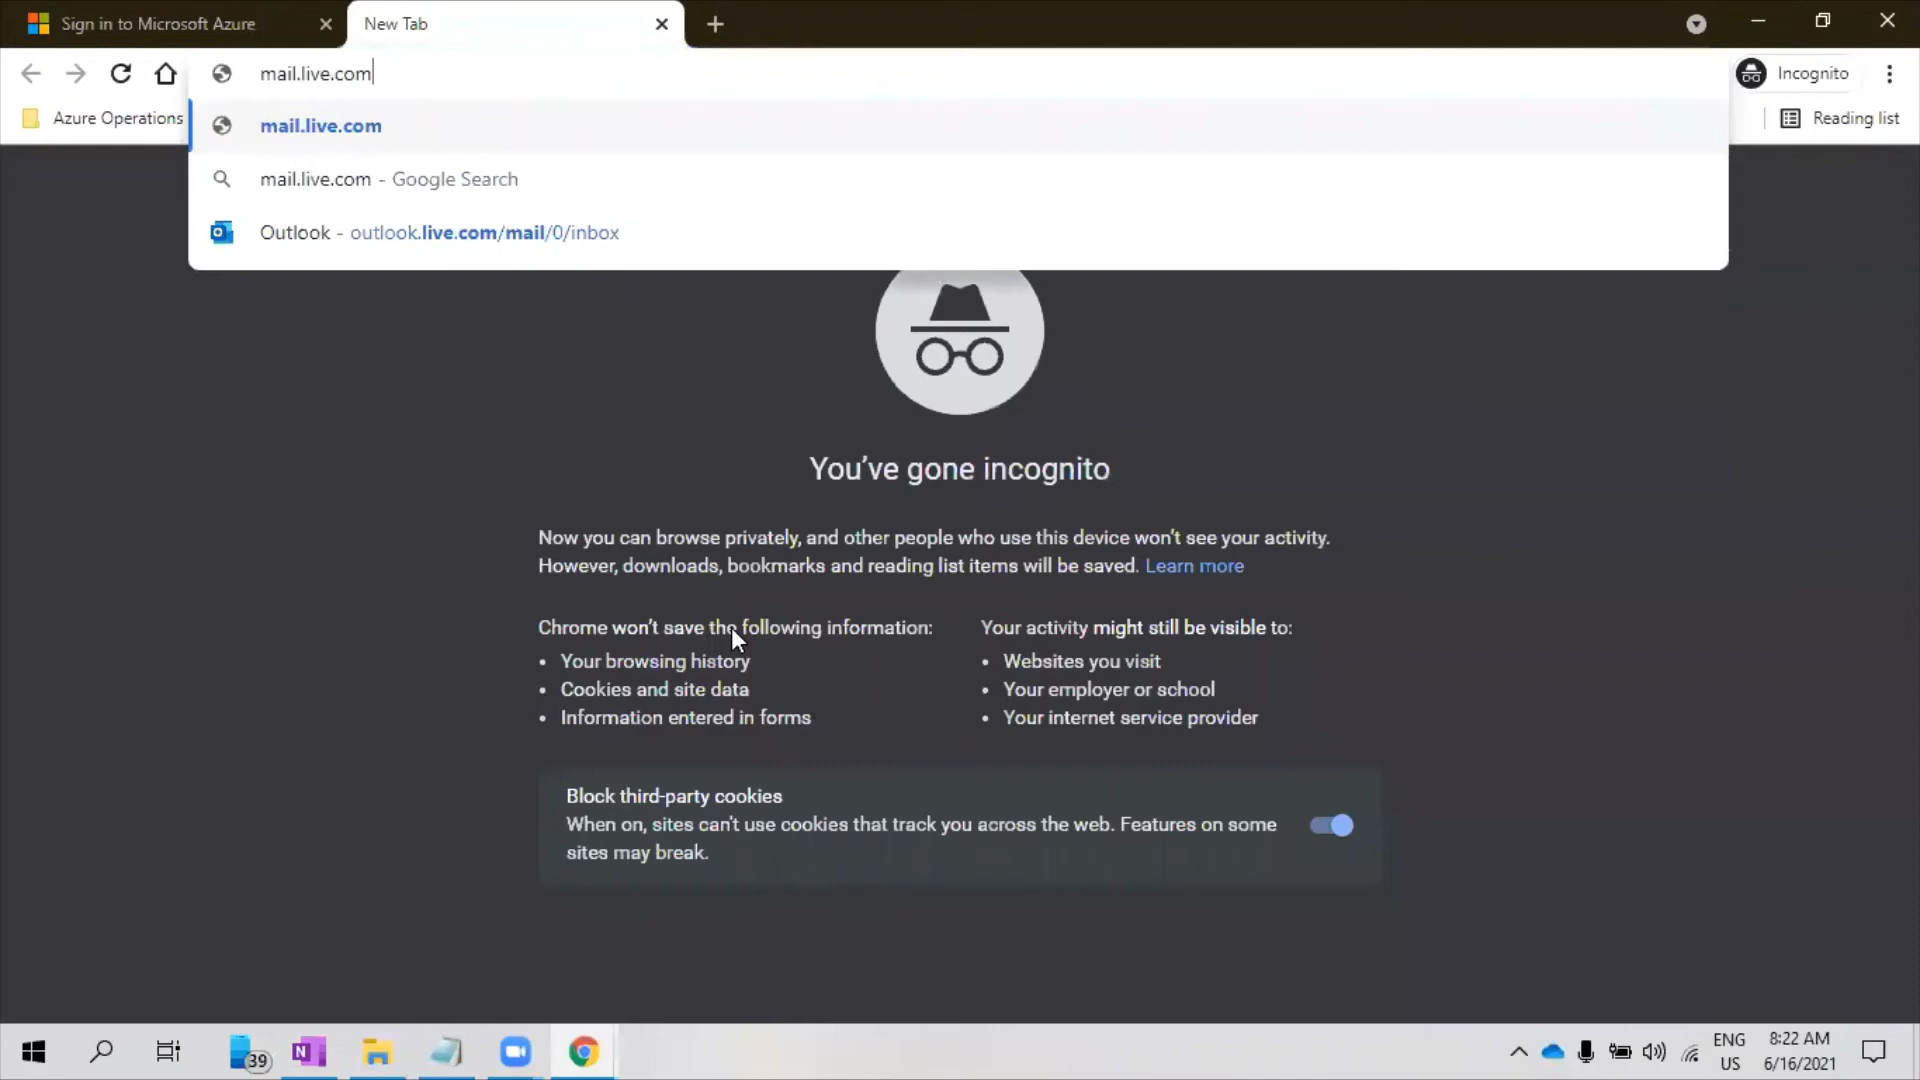 Sign in to Microsoft Azure
New Tab
mail.live.com
Incognito
Azure Operations
Reading list
mail.live.com
mail.live.com - Google Search
Outlook - outlook.live.com/mail/0/inbox
You've gone incognito
Now you can browse privately, and other people who use this device won't see your activity.
However, downloads, bookmarks and reading list items will be saved. Learn more
Chrome won't save the following information:
• Your browsing history
• Cookies and site data
• Information entered in forms
Your activity might still be visible to:
• Websites you visit
• Your employer or school
• Your internet service provider
Block third-party cookies
When on, sites can't use cookies that track you across the web. Features on some
sites may break.
39
N
ENG
US
8:22 AM
6/16/2021